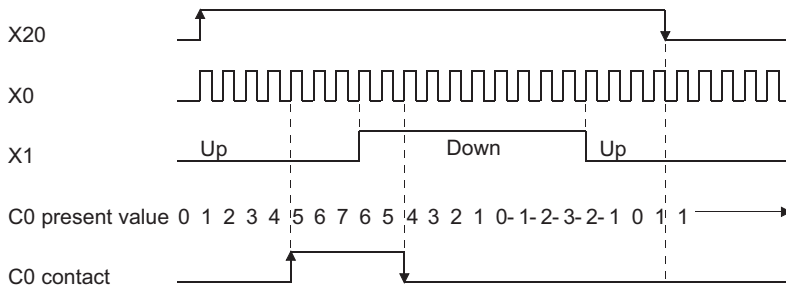 X20
X0
X1 Up Down Up
C0 present value 0 1 2 3 4 5 6 7 6 5 4 3 2 1 0- 1- 2- 3- 2- 1 0 1 1
C0 contact